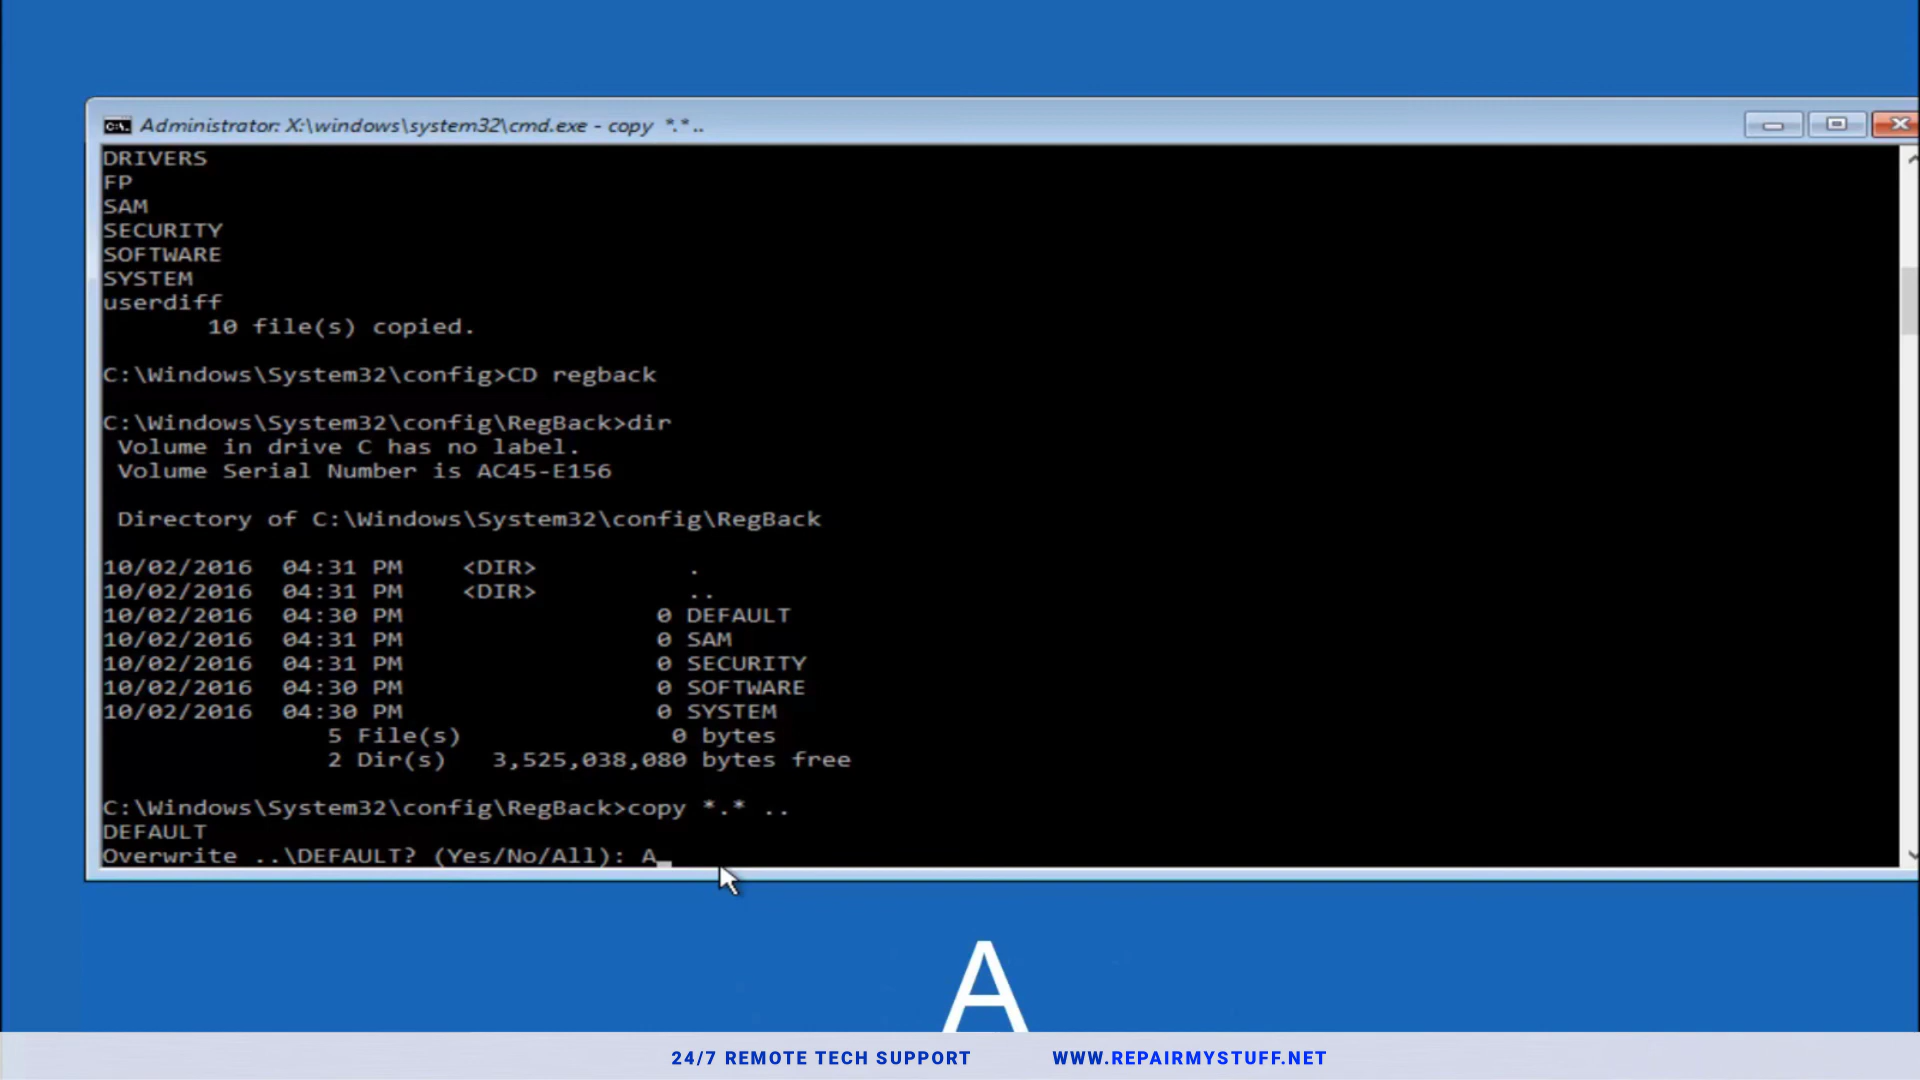 Administrator: X:\windows\system32\cmd.exe - copy *.* ..
DRIVERS
FP
SAM
SECURITY
SOFTWARE
SYSTEM
userdiff
10 file(s) copied.
C:\Windows\System32\config>CD regback
C:\Windows\System32\config\RegBack>dir
Volume in drive C has no label.
Volume Serial Number is AC45-E156
Directory of C:\Windows\System32\config\RegBack
10/02/2016 04:31 PM <DIR> .
10/02/2016 04:31 PM <DIR> ..
10/02/2016 04:30 PM 0 DEFAULT
10/02/2016 04:31 PM 0 SAM
10/02/2016 04:31 PM 0 SECURITY
10/02/2016 04:30 PM 0 SOFTWARE
10/02/2016 04:30 PM 0 SYSTEM
5 File(s) 0 bytes
2 Dir(s) 3,525,038,080 bytes free
C:\Windows\System32\config\RegBack>copy *.* ..
DEFAULT
Overwrite ..\DEFAULT? (Yes/No/All): A_
A
24/7 REMOTE TECH SUPPORT WWW.REPAIRMYSTUFF.NET